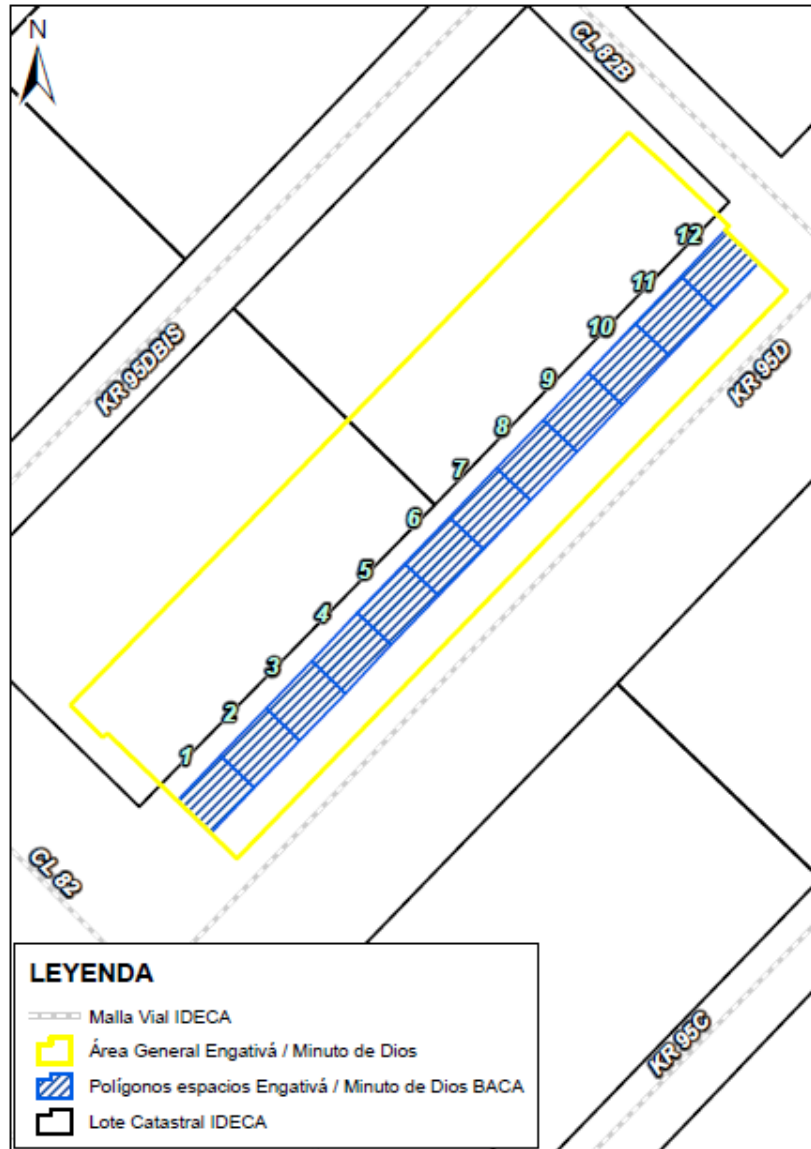 N
CL 82B
KR 95DBIS
KR 95D
12
11
10
9
8
7
6
5
4
3
2
1
CL 82
KR 95C
LEYENDA
Malla Vial IDECA
Área General Engativá / Minuto de Dios
Polígonos espacios Engativá / Minuto de Dios BACA
Lote Catastral IDECA